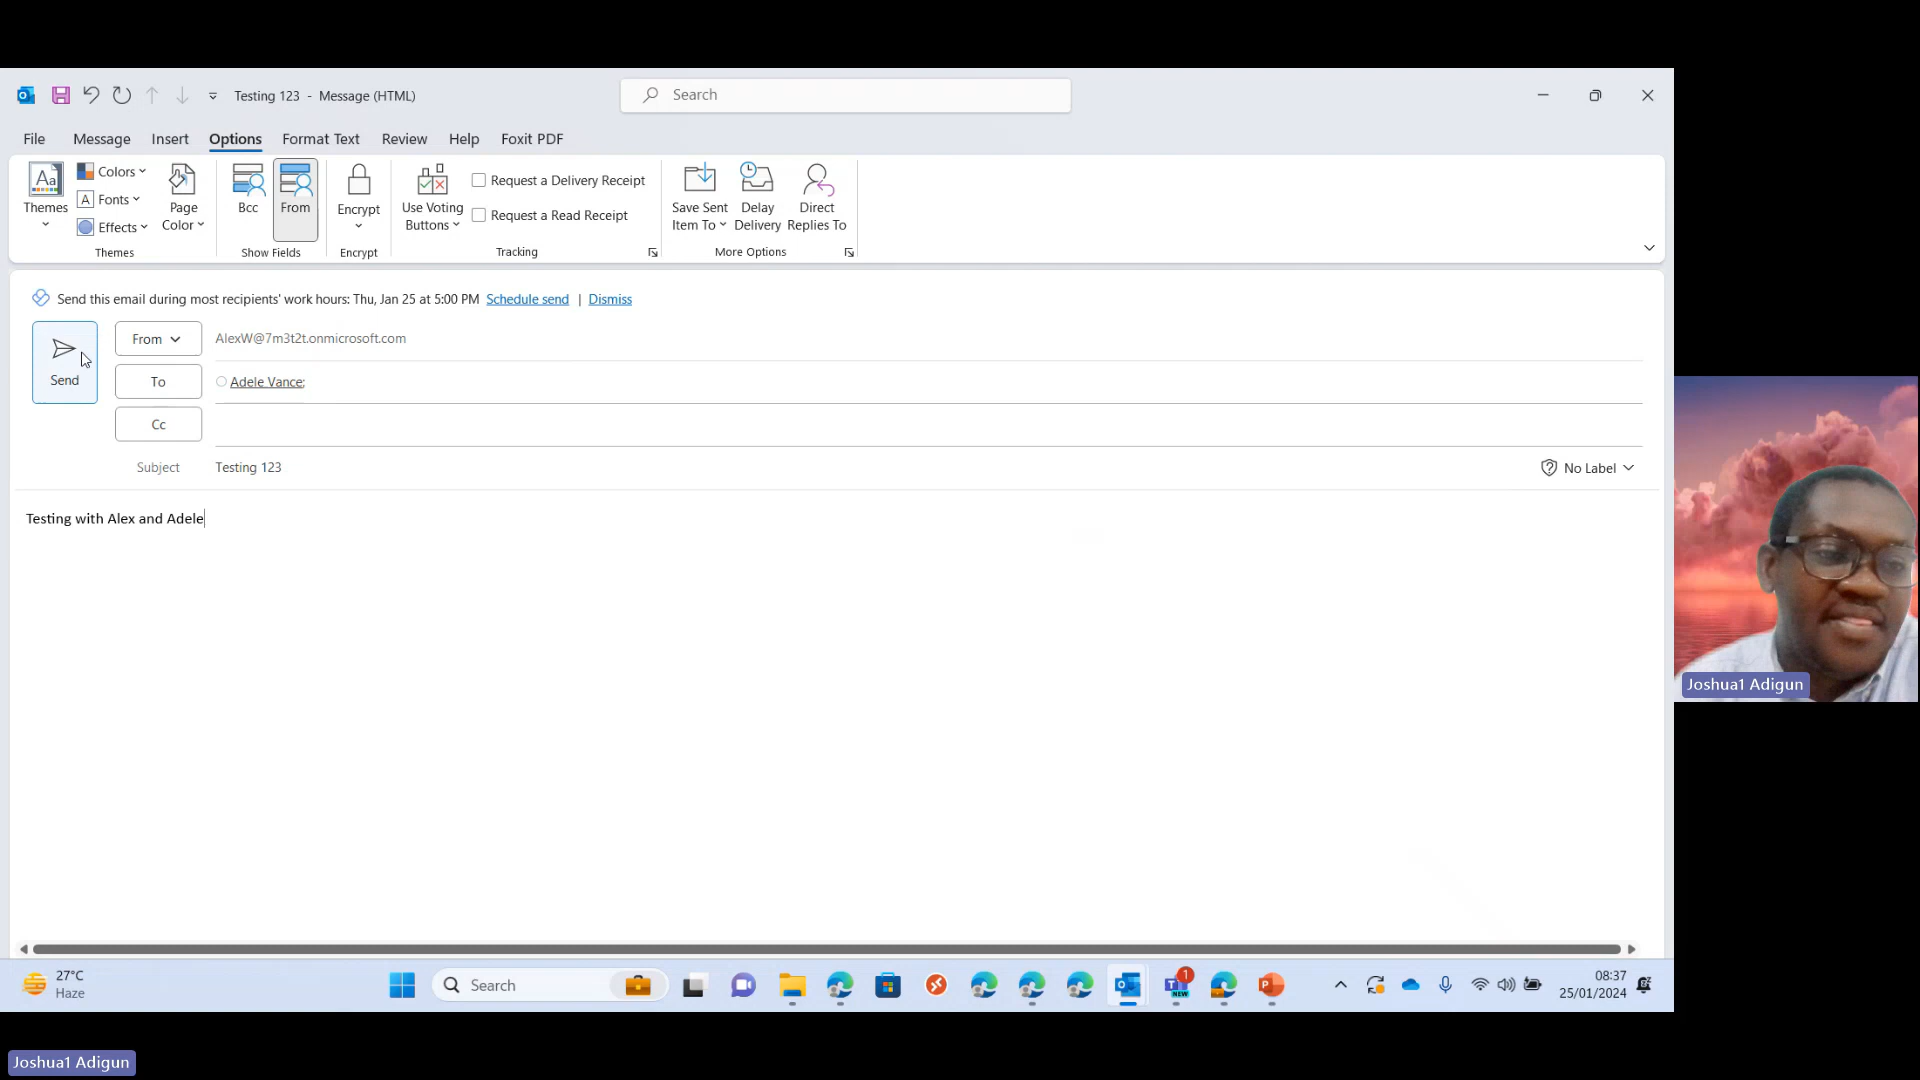 Testing 123 - Message (HTML)
Search
File Message Insert Options Format Text Review Help Foxit PDF
Aa
Themes
Colors
A Fonts
Effects
Page
Color
Themes
Bcc
From
Show Fields
Encrypt
Encrypt
Use Voting
Buttons
Request a Delivery Receipt
Request a Read Receipt
Tracking
Save Sent
Item To
Delay
Delivery
Direct
Replies To
More Options
Send this email during most recipients' work hours: Thu, Jan 25 at 5:00 PM Schedule send | Dismiss
Send
From AlexW@7m3t2t.onmicrosoft.com
To Adele Vance;
Cc
Subject Testing 123
No Label
Testing with Alex and Adele
Joshua1 Adigun
27°C
Haze
Search
1
NEW
08:37
25/01/2024
Joshua1 Adigun